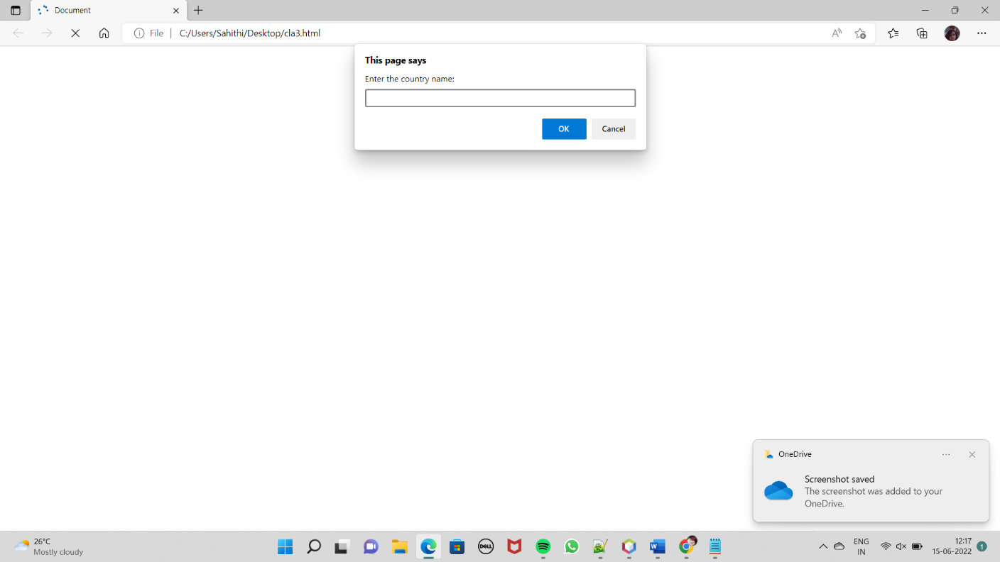 Document
File | C:/Users/Sahithi/Desktop/cla3.html
This page says
Enter the country name:
OK Cancel
OneDrive
Screenshot saved
The screenshot was added to your
OneDrive.
26°C
Mostly cloudy
DELL
W
ENG
IN
12:17
15-06-2022
1